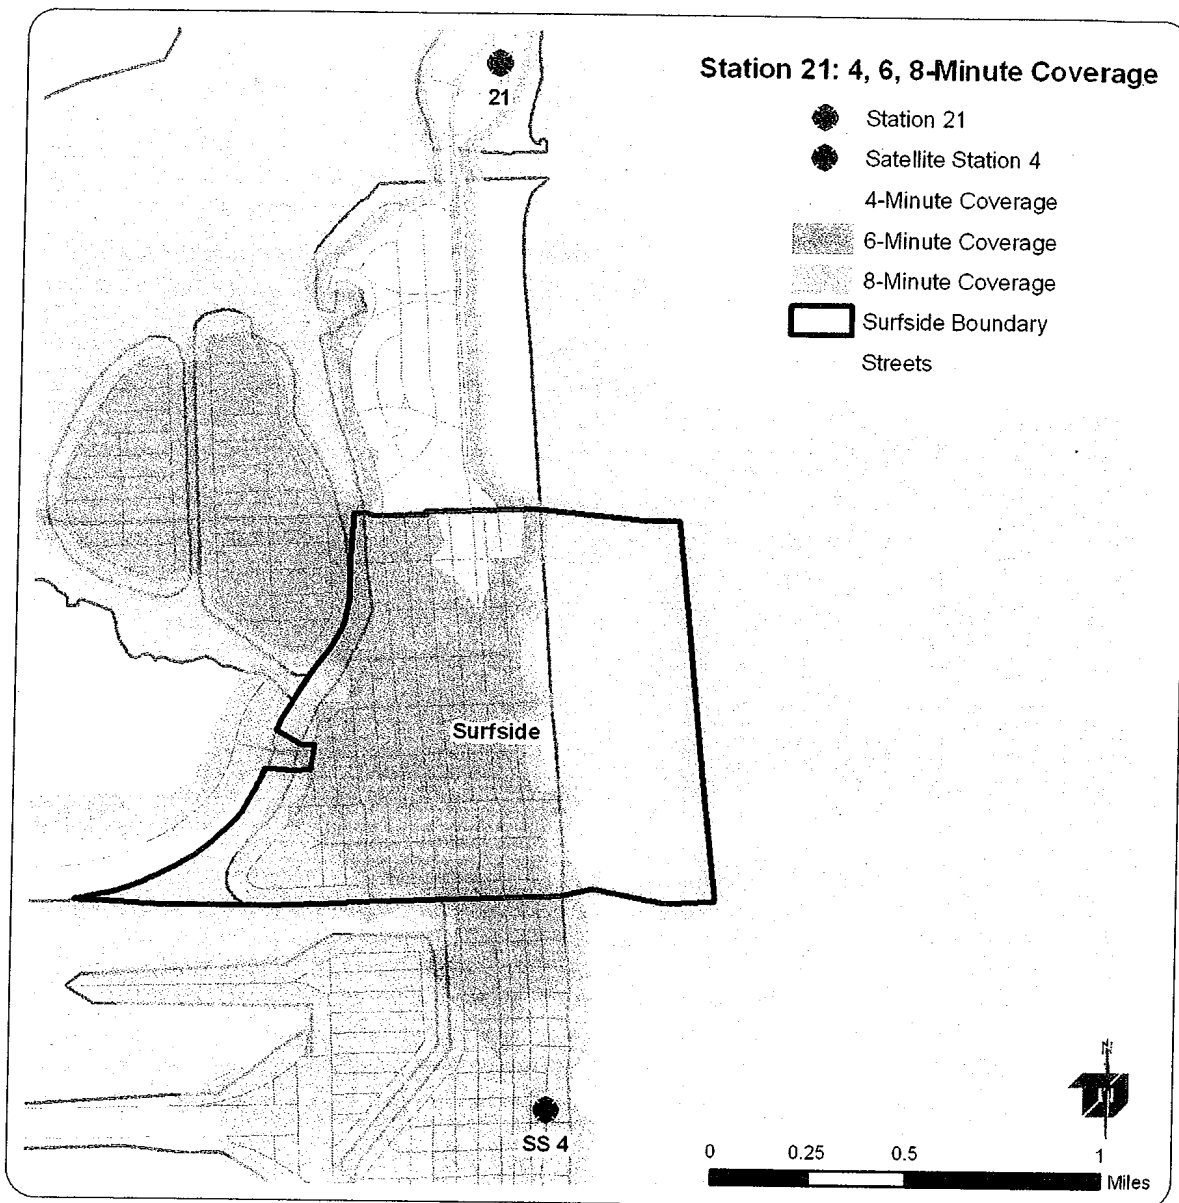 Station 21: 4, 6, 8-Minute Coverage
21
Station 21
Satellite Station 4
4-Minute Coverage
6-Minute Coverage
8-Minute Coverage
Surfside Boundary
Streets
Surfside
SS 4
N
0 0.25 0.5 1
Miles